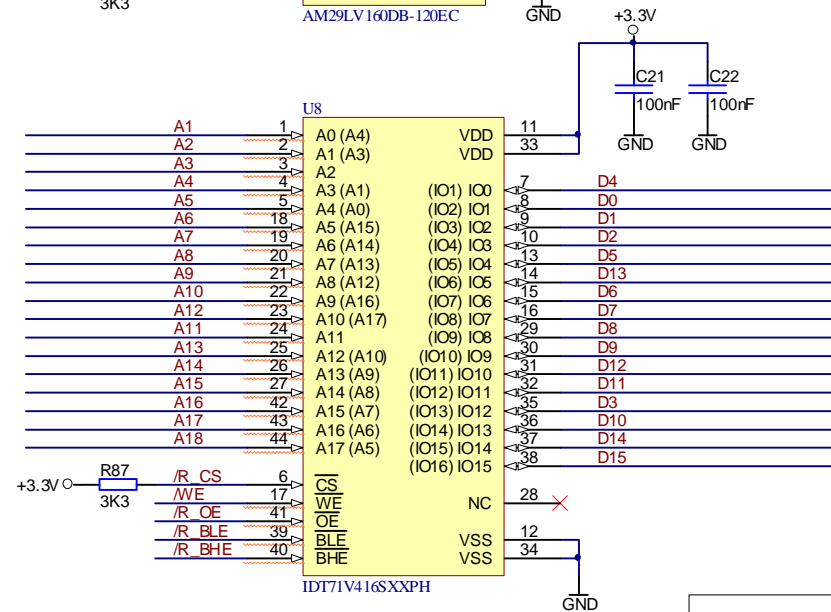 3K3
AM29LV160DB-120EC
GND
+3.3V
C21
C22
100nF
100nF
GND
GND
U8
A1 1 A0 (A4) VDD 11
A2 2 A1 (A3) VDD 33
A3 3 A2
A4 4 A3 (A1) (IO1) IO0 7 D4
A5 5 A4 (A0) (IO2) IO1 8 D0
A6 18 A5 (A15) (IO3) IO2 9 D1
A7 19 A6 (A14) (IO4) IO3 10 D2
A8 20 A7 (A13) (IO5) IO4 13 D5
A9 21 A8 (A12) (IO6) IO5 14 D13
A10 22 A9 (A16) (IO7) IO6 15 D6
A12 23 A10 (A17) (IO8) IO7 16 D7
A11 24 A11 (IO9) IO8 29 D8
A13 25 A12 (A10) (IO10) IO9 30 D9
A14 26 A13 (A9) (IO11) IO10 31 D12
A15 27 A14 (A8) (IO12) IO11 32 D11
A16 42 A15 (A7) (IO13) IO12 35 D3
A17 43 A16 (A6) (IO14) IO13 36 D10
A18 44 A17 (A5) (IO15) IO14 37 D14
(IO16) IO15 38 D15
+3.3V R87 /R_CS 6 CS
3K3 /WE 17 WE NC 28
/R_OE 41 OE
/R_BLE 39 BLE VSS 12
/R_BHE 40 BHE VSS 34
IDT71V416SXXPH
GND